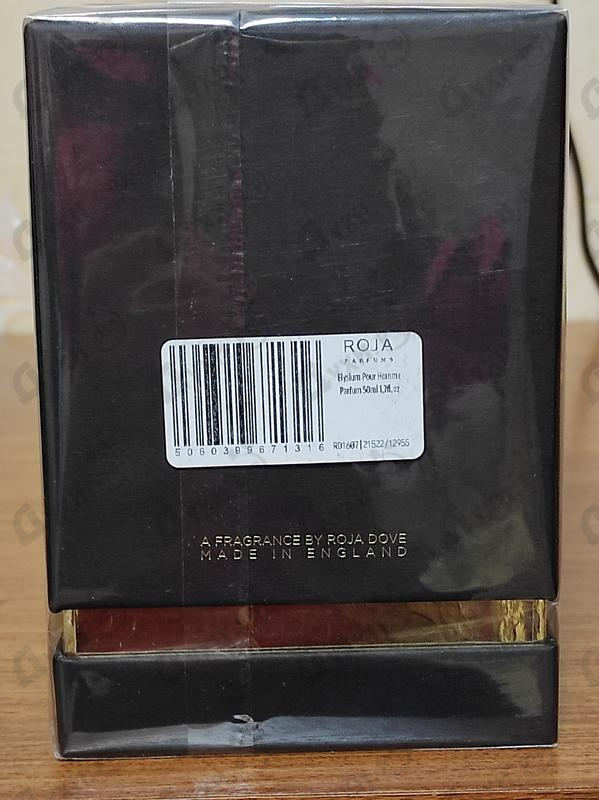 ROJA
PARFUMS
Elysium Pour Homme
Parfum 50ml 1.7fl.oz
5060399671316
RD1607|21522/12955
A FRAGRANCE BY ROJA DOVE
MADE IN ENGLAND